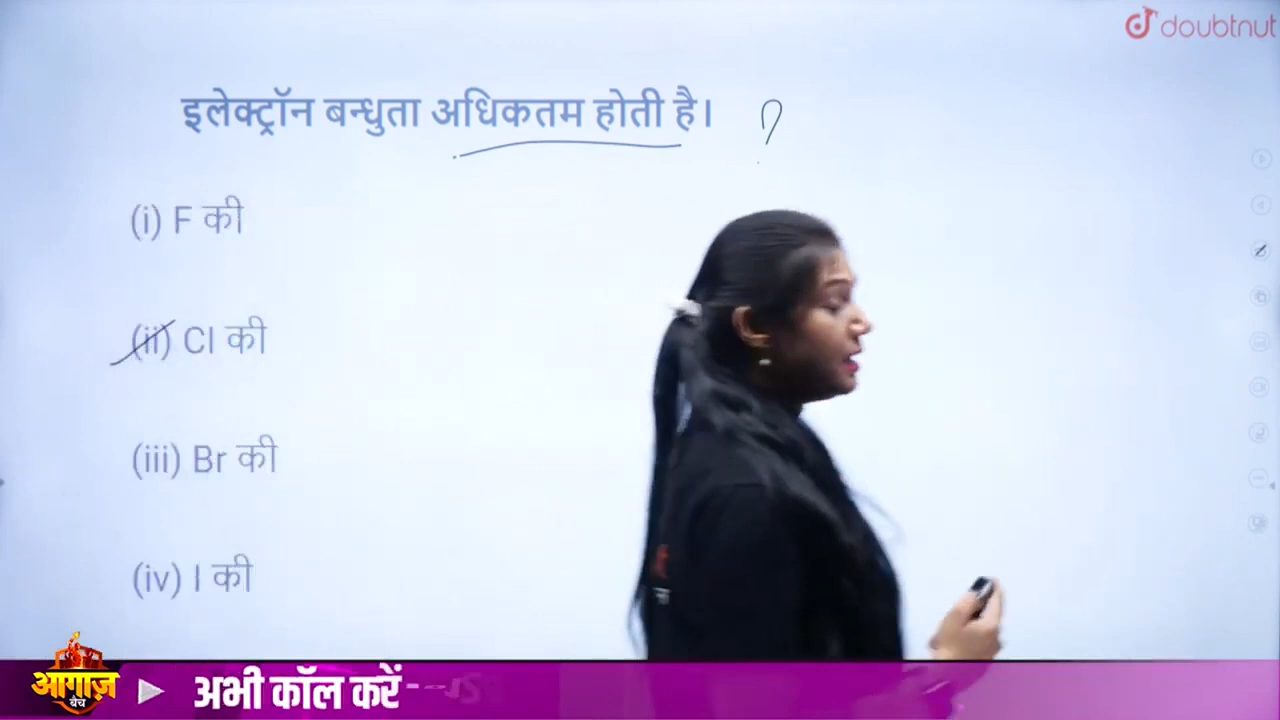 doubtnut
इलेक्ट्रॉन बन्धुता अधिकतम होती है। ?
(i) F की
(ii) Cl की
(iii) Br की
(iv) I की
आगाज़
बैच
अभी कॉल करें